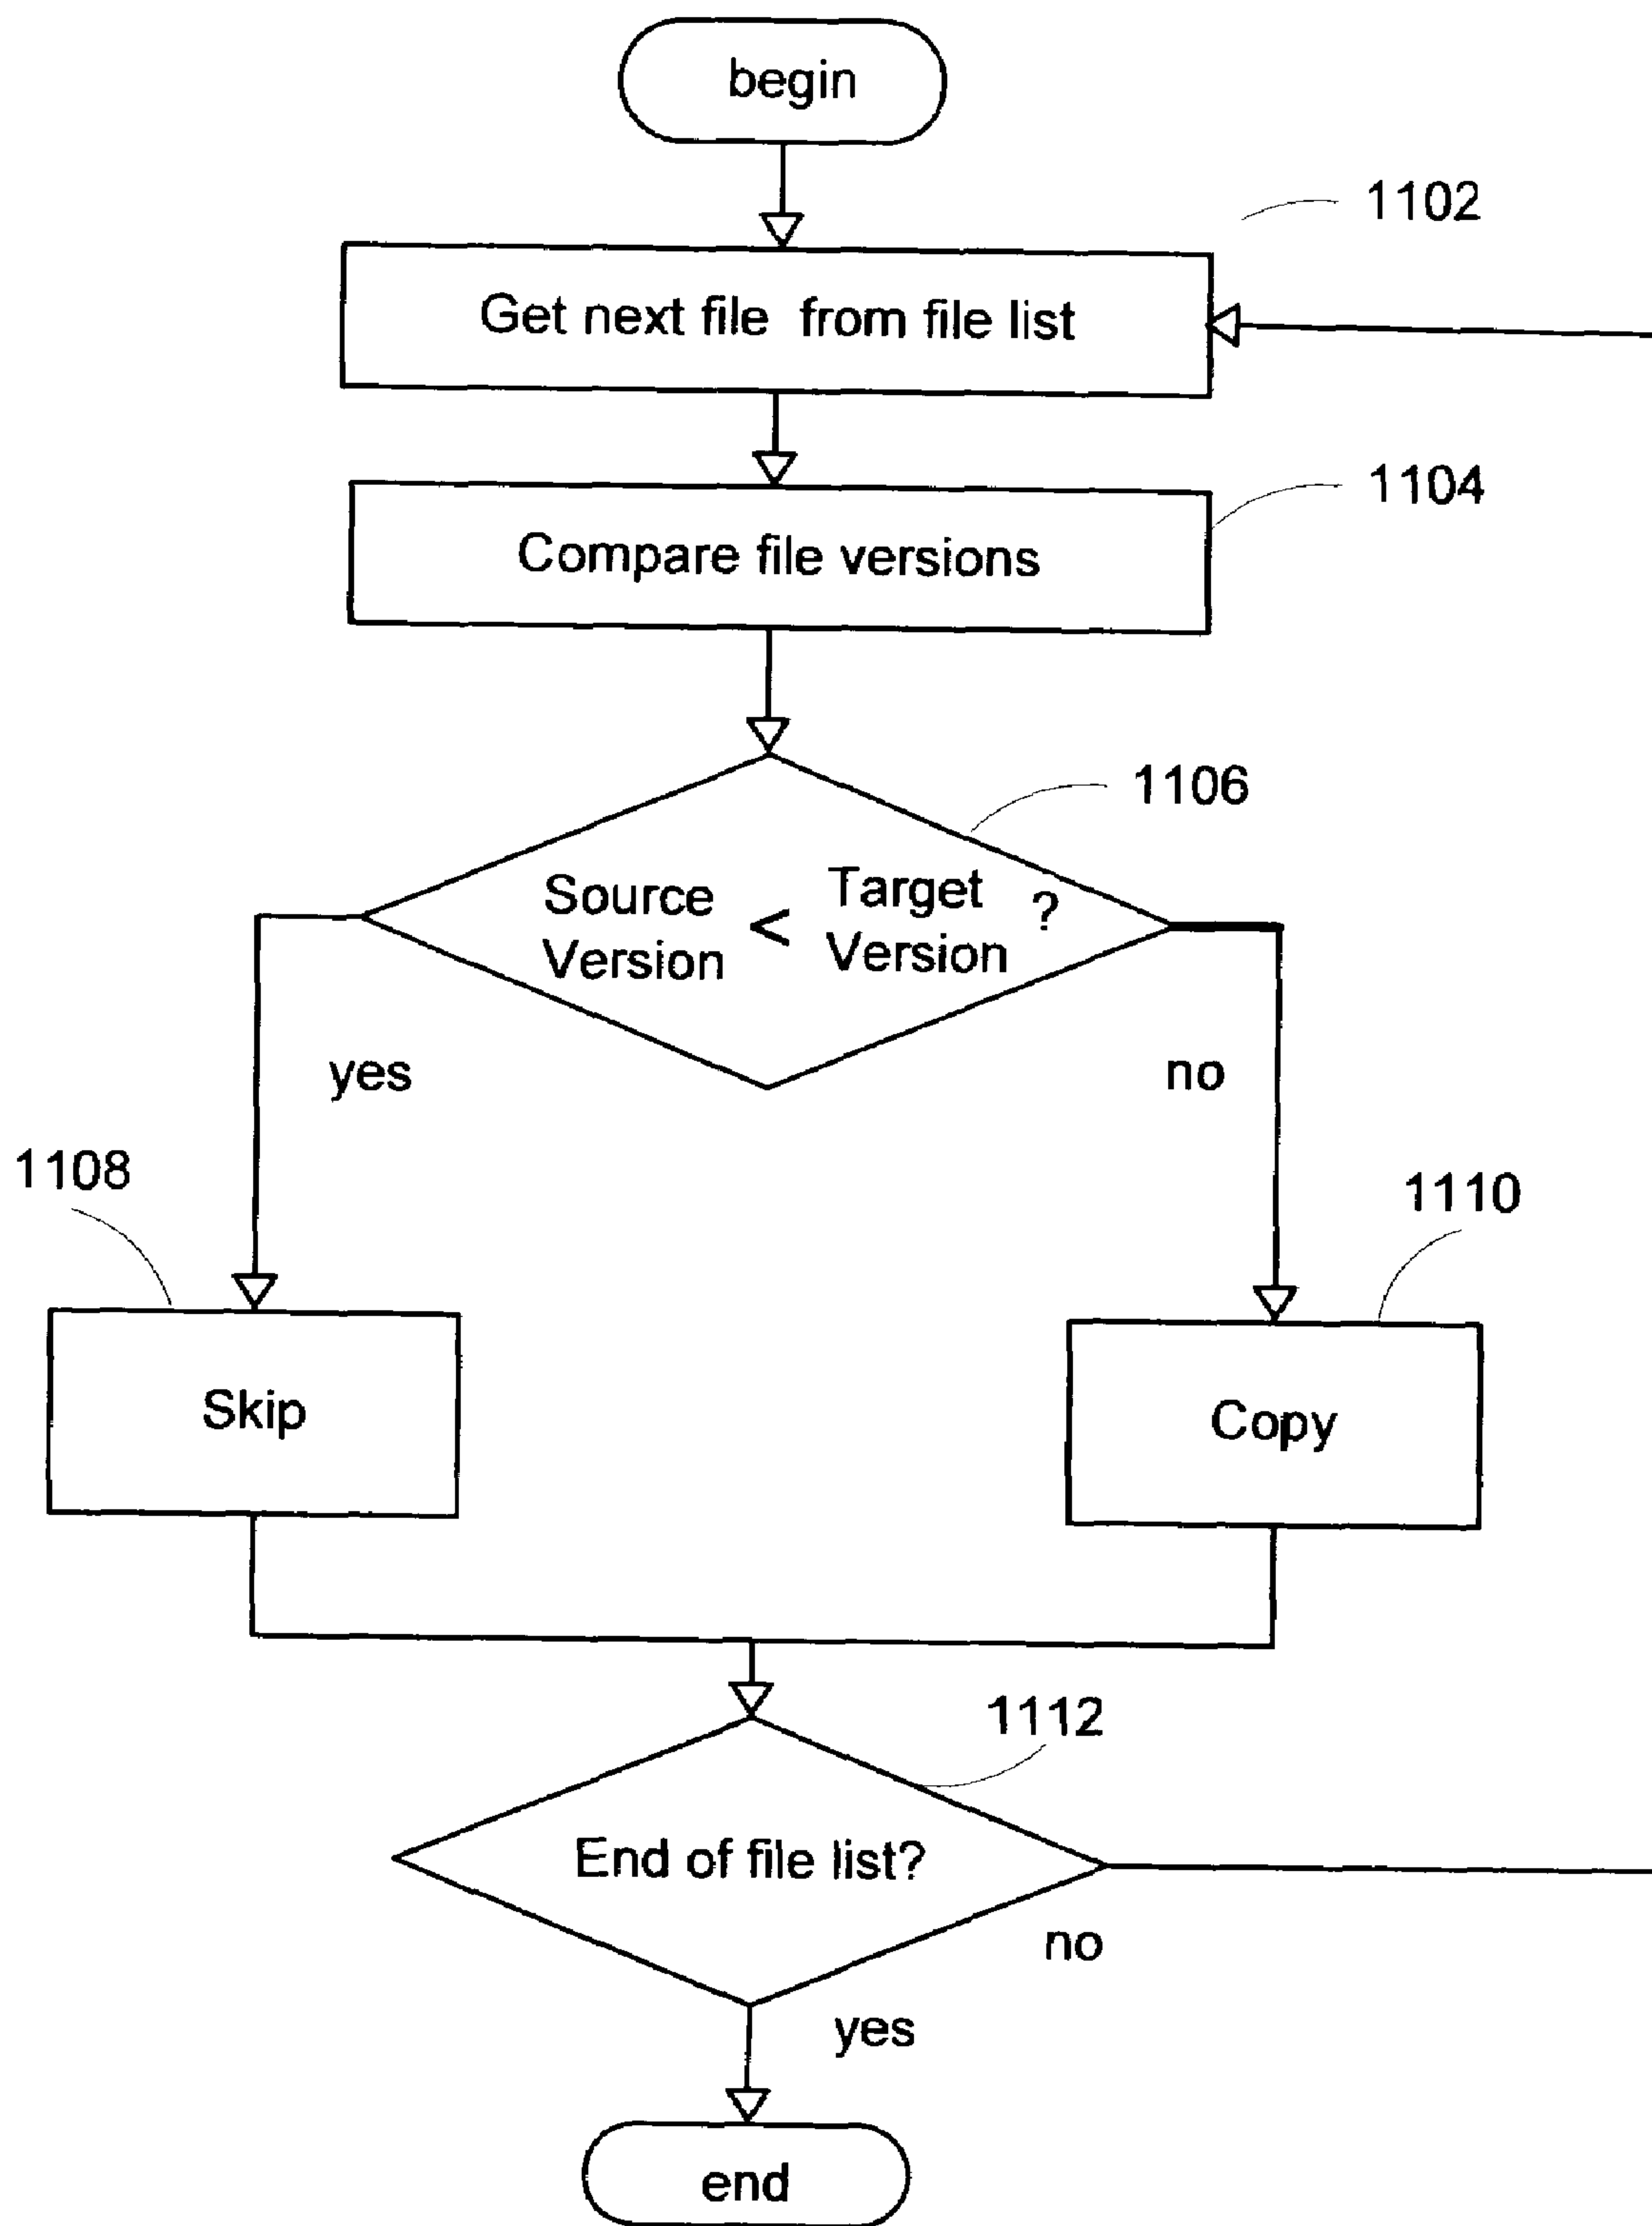 begin
1102
Get next file from file list
1104
Compare file versions
1106
Source
Version
<
Target
Version
?
yes
no
1108
1110
Skip
Copy
1112
End of file list?
no
yes
end